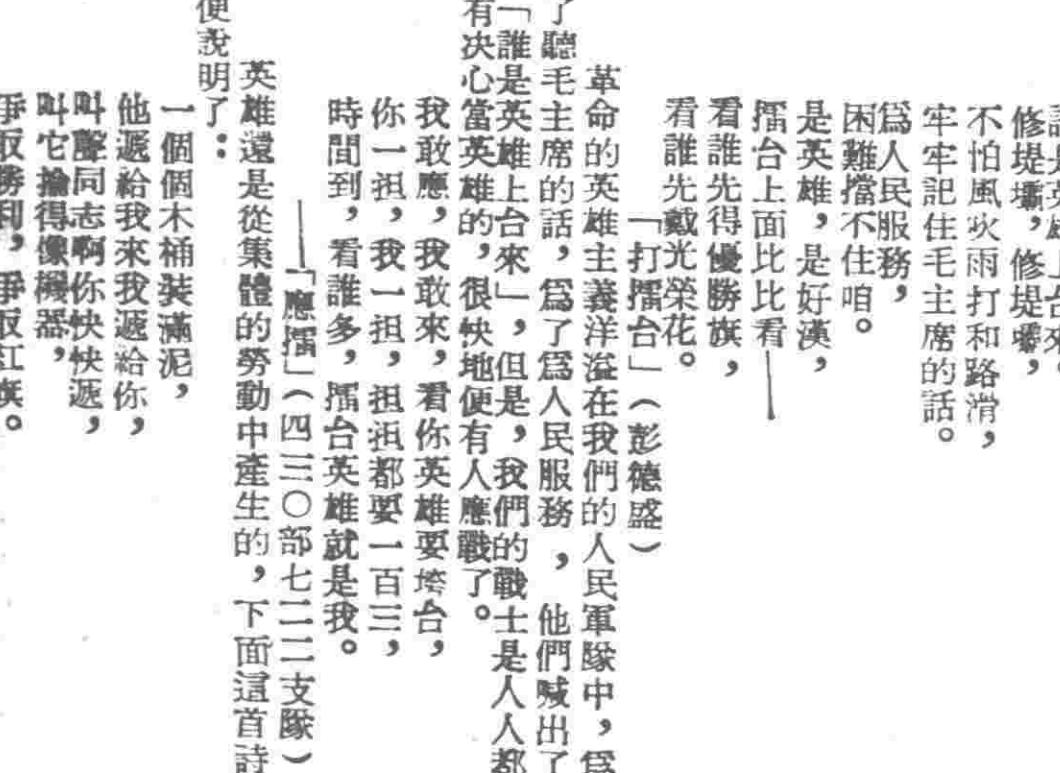 是英雄上台來。
修堤壩，修堤壩，
不怕風吹雨打和路滑，
牢牢記住毛主席的話。
爲人民服務，
困難擋不住咱。
是英雄，是好漢，
擂台上面比比看——
看誰先得優勝旗，
看誰先戴光榮花。
「打擂台」（彭德盛）
革命的英雄主義洋溢在我們的人民軍隊中，爲
了聽毛主席的話，爲了爲人民服務，他們喊出了
「誰是英雄上台來」，但是，我們的戰士是人人都
有决心當英雄的，很快地便有人應戰了。
我敢應，我敢來，看你英雄要垮台，
你一担，我一担，担担都要一百三，
時間到，看誰多，擂台英雄就是我。
——「應擂」（四三〇部七二二支隊）
英雄還是從集體的勞動中產生的，下面這首詩
便說明了：
一個個木桶裝滿泥，
他遞給我來我遞給你，
叫聲同志啊你快快遞，
叫它搶得像機器，
爭取勝利，爭取紅旗。